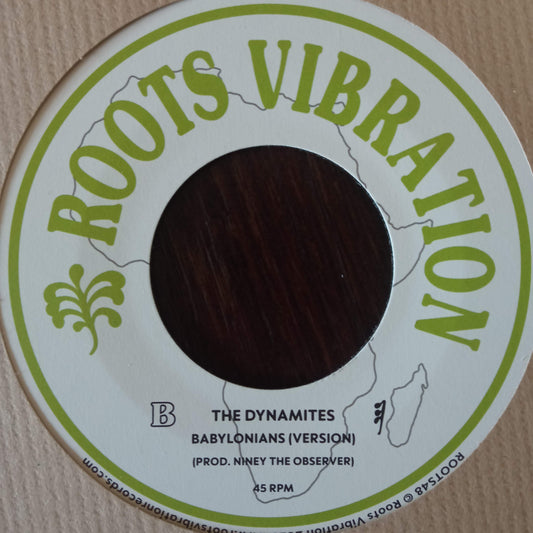 ROOTS VIBRATION
B
THE DYNAMITES
BABYLONIANS (VERSION)
(PROD. NINEY THE OBSERVER)
45 RPM
ROOTS48 © Roots Vibration
rootsvibrationrecords.com